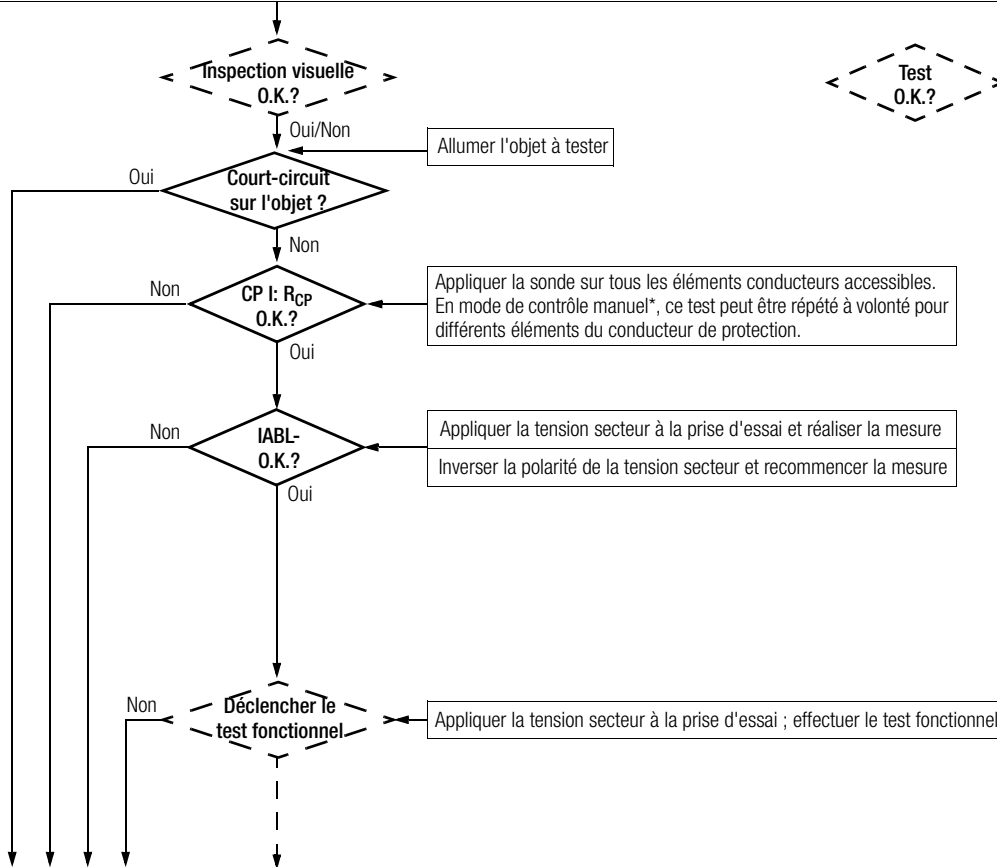 Inspection visuelle
O.K.?
Test
O.K.?
Oui/Non
Allumer l'objet à tester
Oui
Court-circuit
sur l'objet ?
Non
Non
CP I: RCP
O.K.?
Appliquer la sonde sur tous les éléments conducteurs accessibles.
En mode de contrôle manuel*, ce test peut être répété à volonté pour
différents éléments du conducteur de protection.
Oui
Non
IABL-
O.K.?
Appliquer la tension secteur à la prise d'essai et réaliser la mesure
Inverser la polarité de la tension secteur et recommencer la mesure
Oui
Non
Déclencher le
test fonctionnel
Appliquer la tension secteur à la prise d'essai ; effectuer le test fonctionnel